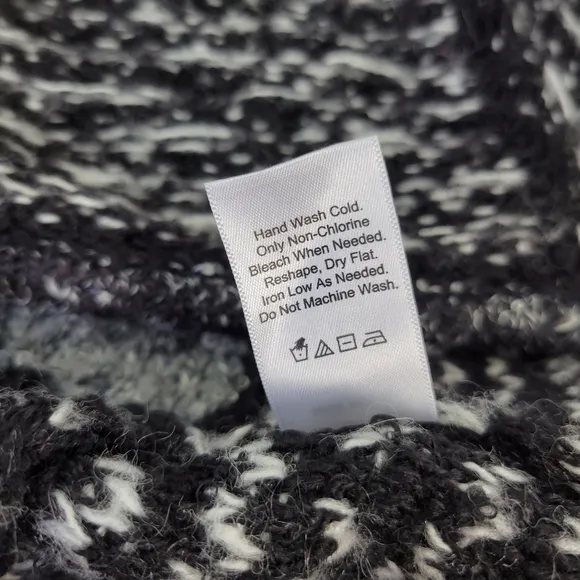 Hand Wash Cold.
Only Non-Chlorine
Bleach When Needed.
Reshape, Dry Flat.
Iron Low As Needed.
Do Not Machine Wash.